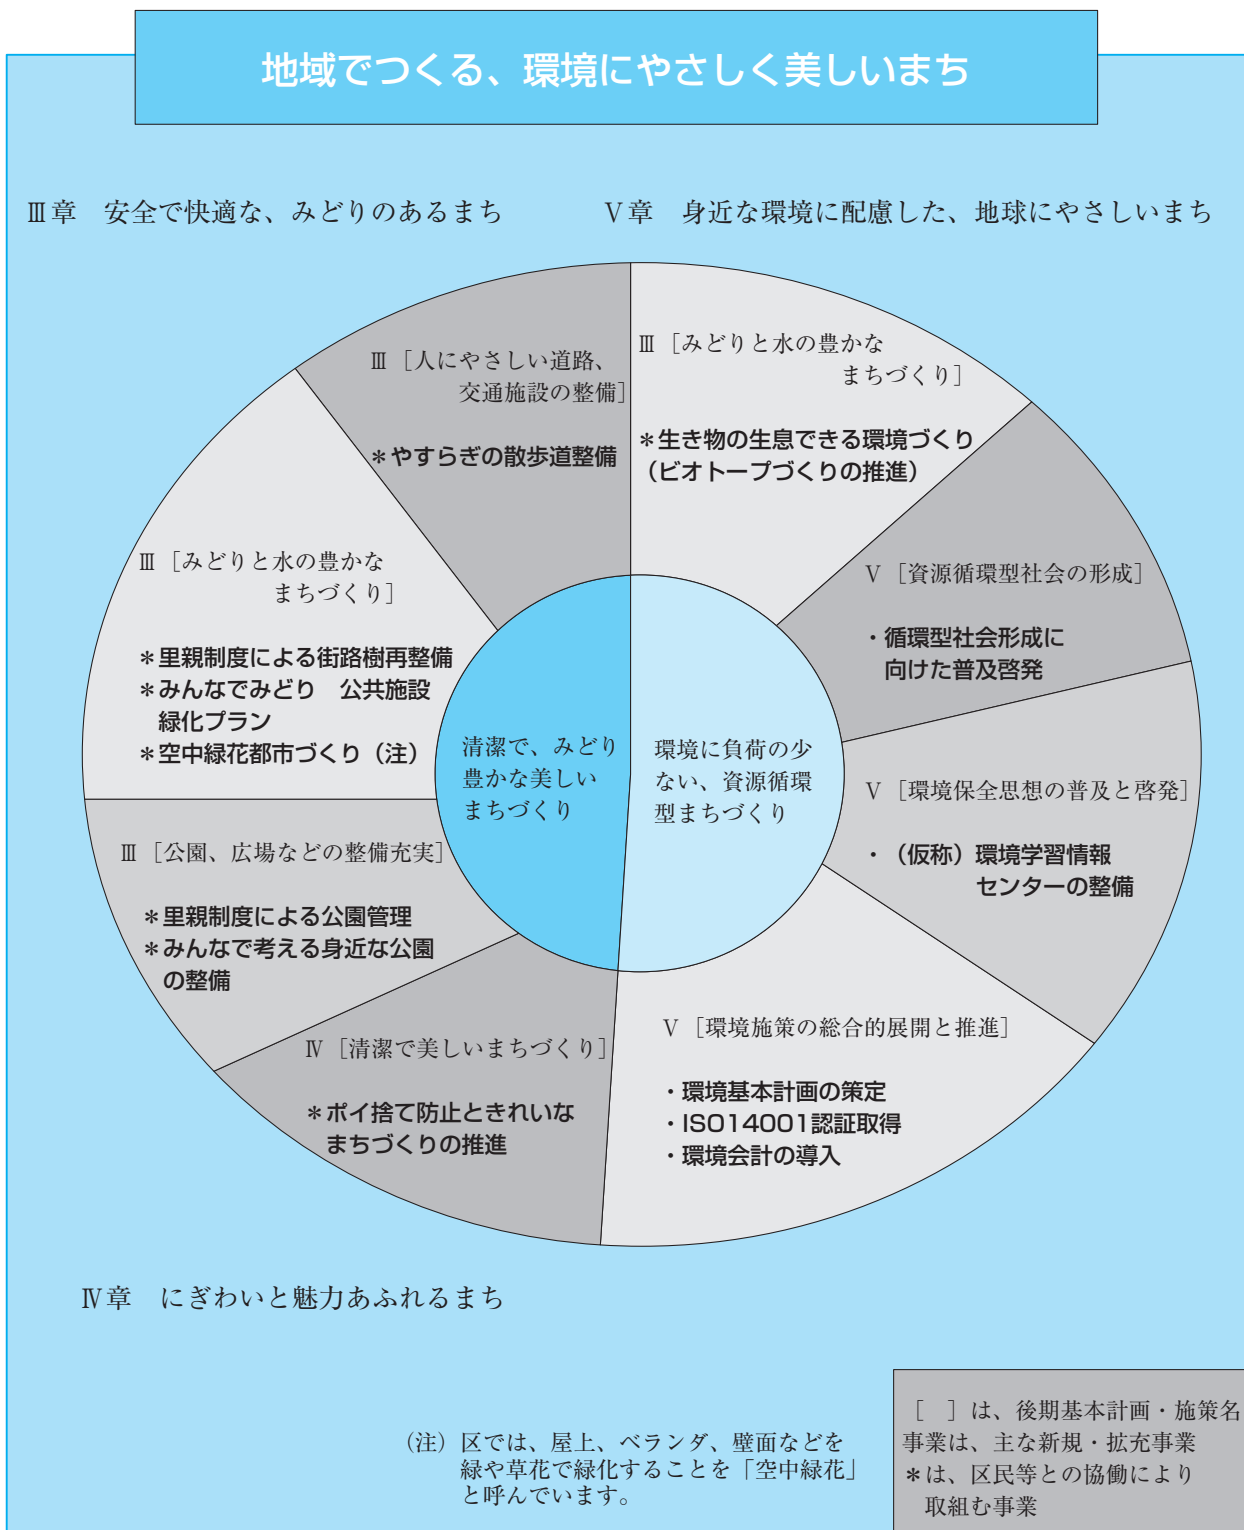 地域でつくる、環境にやさしく美しいまち
Ⅲ章　安全で快適な、みどりのあるまち
Ⅴ章　身近な環境に配慮した、地球にやさしいまち
Ⅲ［人にやさしい道路、
交通施設の整備］
＊やすらぎの散歩道整備
Ⅲ［みどりと水の豊かな
まちづくり］
＊生き物の生息できる環境づくり
（ビオトープづくりの推進）
Ⅲ［みどりと水の豊かな
まちづくり］
＊里親制度による街路樹再整備
＊みんなでみどり　公共施設
緑化プラン
＊空中緑花都市づくり（注）
Ⅴ［資源循環型社会の形成］
・循環型社会形成に
向けた普及啓発
清潔で、みどり
豊かな美しい
まちづくり
環境に負荷の少
ない、資源循環
型まちづくり
Ⅴ［環境保全思想の普及と啓発］
・（仮称）環境学習情報
センターの整備
Ⅲ［公園、広場などの整備充実］
＊里親制度による公園管理
＊みんなで考える身近な公園
の整備
Ⅳ［清潔で美しいまちづくり］
＊ポイ捨て防止ときれいな
まちづくりの推進
Ⅴ［環境施策の総合的展開と推進］
・環境基本計画の策定
・ISO14001認証取得
・環境会計の導入
Ⅳ章　にぎわいと魅力あふれるまち
（注）区では、屋上、ベランダ、壁面などを
緑や草花で緑化することを「空中緑花」
と呼んでいます。
［　］は、後期基本計画・施策名
事業は、主な新規・拡充事業
＊は、区民等との協働により
取組む事業